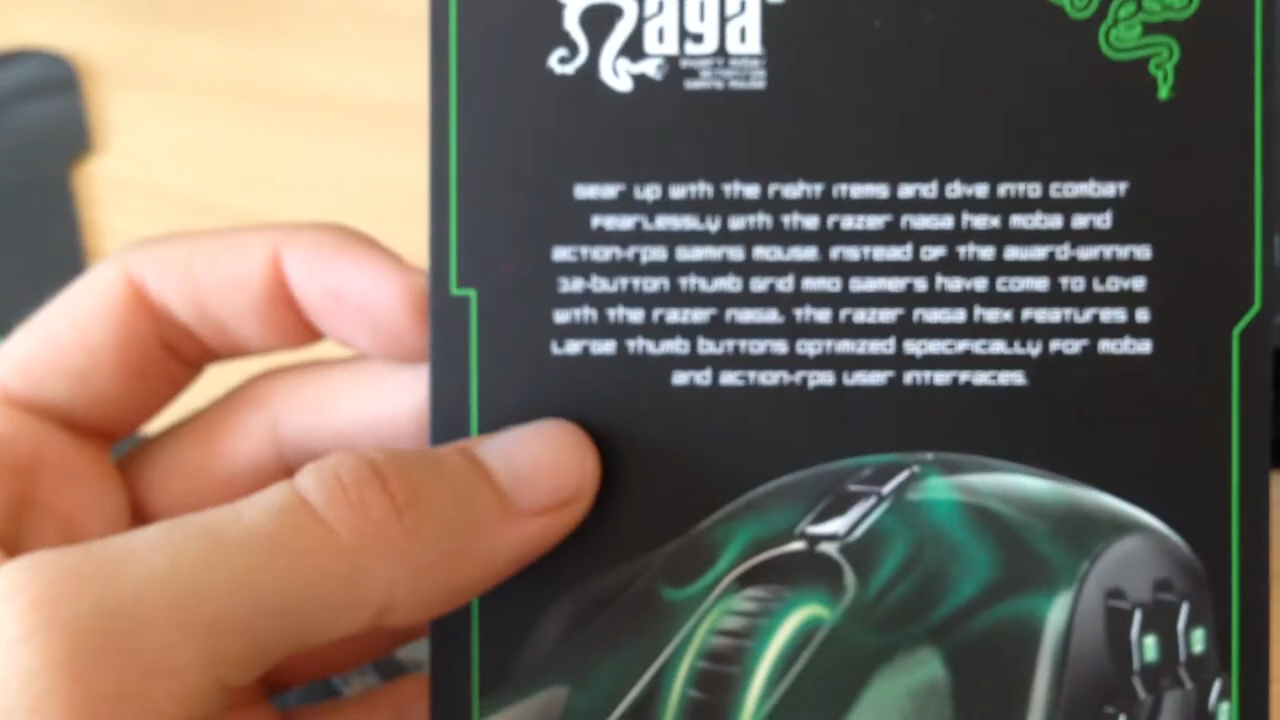 naga
Gear up with the right items and dive into combat
fearlessly with the razer naga hex moba and
action-rpg gaming mouse. instead of the award-winning
12-button thumb grid mmo gamers have come to love
with the razer naga, the razer naga hex features 6
large thumb buttons optimized specifically for moba
and action-rpg user interfaces.